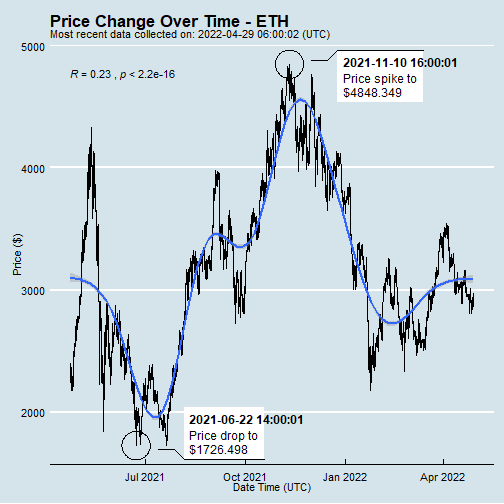 Price Change Over Time - ETH
Most recent data collected on: 2022-04-29 06:00:02 (UTC)
5000
R = 0.23 , p < 2.2e-16
2021-11-10 16:00:01
Price spike to
$4848.349
4000
Price ($)
3000
2000
2021-06-22 14:00:01
Price drop to
$1726.498
Jul 2021
Oct 2021
Jan 2022
Apr 2022
Date Time (UTC)